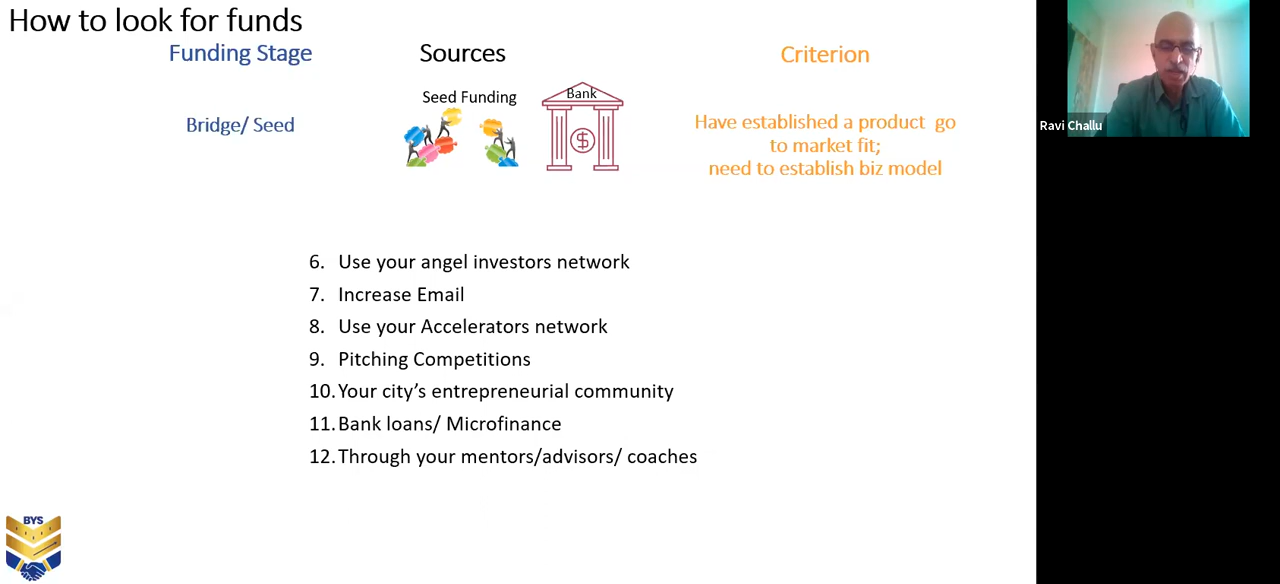 How to look for funds
Funding Stage
Sources
Criterion
Seed Funding
Bank
$
Bridge/ Seed
Have established a product go
to market fit;
need to establish biz model
Ravi Challu
6. Use your angel investors network
7. Increase Email
8. Use your Accelerators network
9. Pitching Competitions
10. Your city's entrepreneurial community
11. Bank loans/ Microfinance
12. Through your mentors/advisors/ coaches
BYS